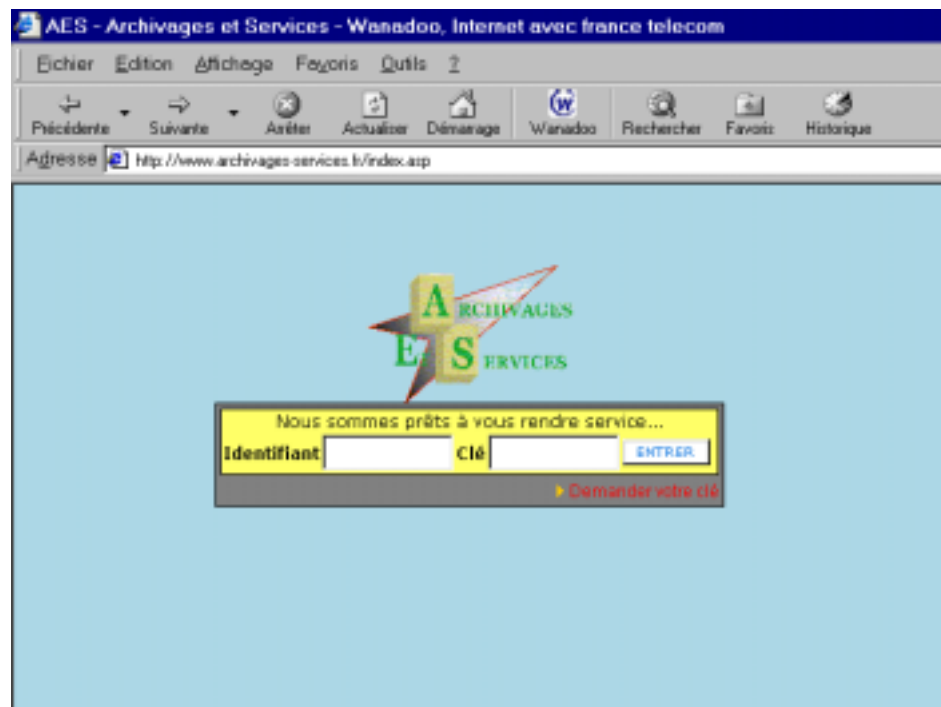 AES - Archivages et Services - Wanadoo, Internet avec france telecom
Fichier Edition Affichage Favoris Outils ?
Précédente Suivante Arrêter Actualiser Démarrage Wanadoo Rechercher Favoris Historique
Adresse http://www.archivages-services.fr/index.asp
ARCHIVAGES
E SERVICES
Nous sommes prêts à vous rendre service...
Identifiant Clé ENTRER
Demander votre clé